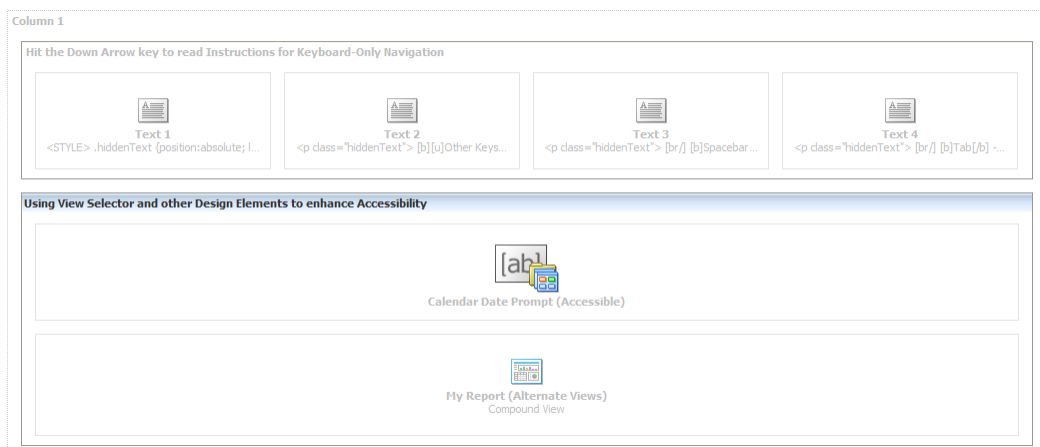 Column 1
Hit the Down Arrow key to read Instructions for Keyboard-Only Navigation
Text 1
<STYLE> .hiddenText {position:absolute; l...
Text 2
<p class="hiddenText"> [b][u]Other Keys...
Text 3
<p class="hiddenText"> [br/] [b]Spacebar...
Text 4
<p class="hiddenText"> [br/] [b]Tab[/b] -...
Using View Selector and other Design Elements to enhance Accessibility
[ab]
Calendar Date Prompt (Accessible)
My Report (Alternate Views)
Compound View